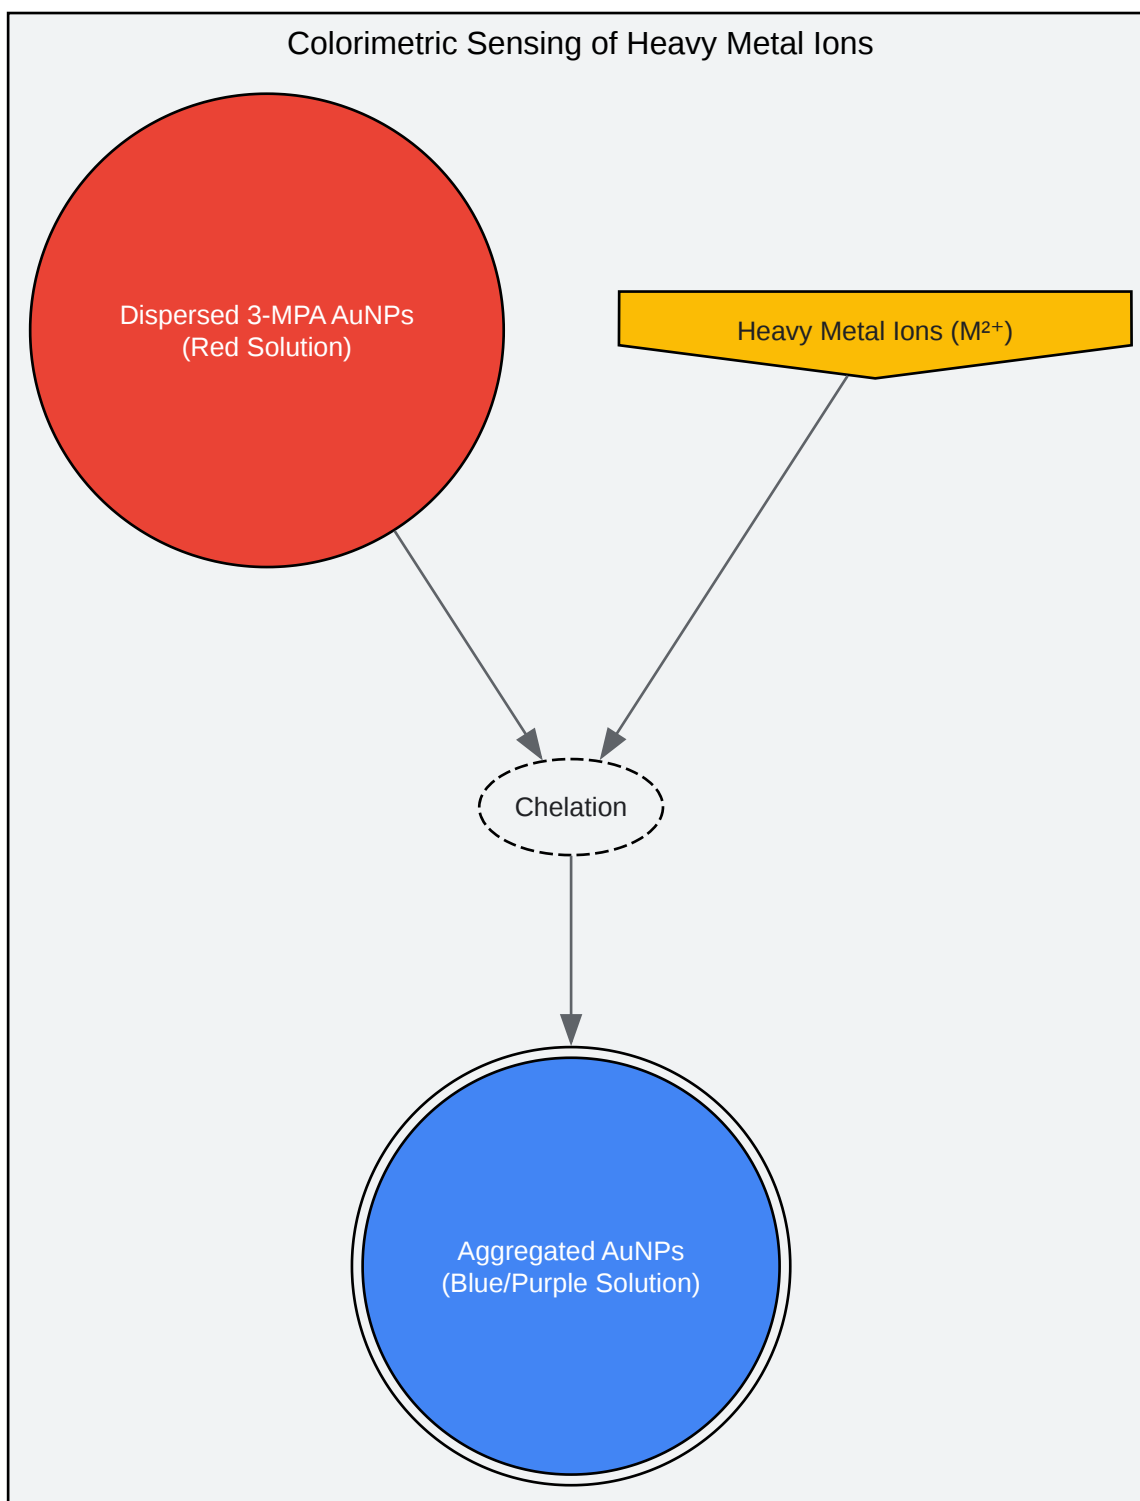 Colorimetric Sensing of Heavy Metal Ions
Dispersed 3-MPA AuNPs
(Red Solution)
Heavy Metal Ions (M²⁺)
Chelation
Aggregated AuNPs
(Blue/Purple Solution)